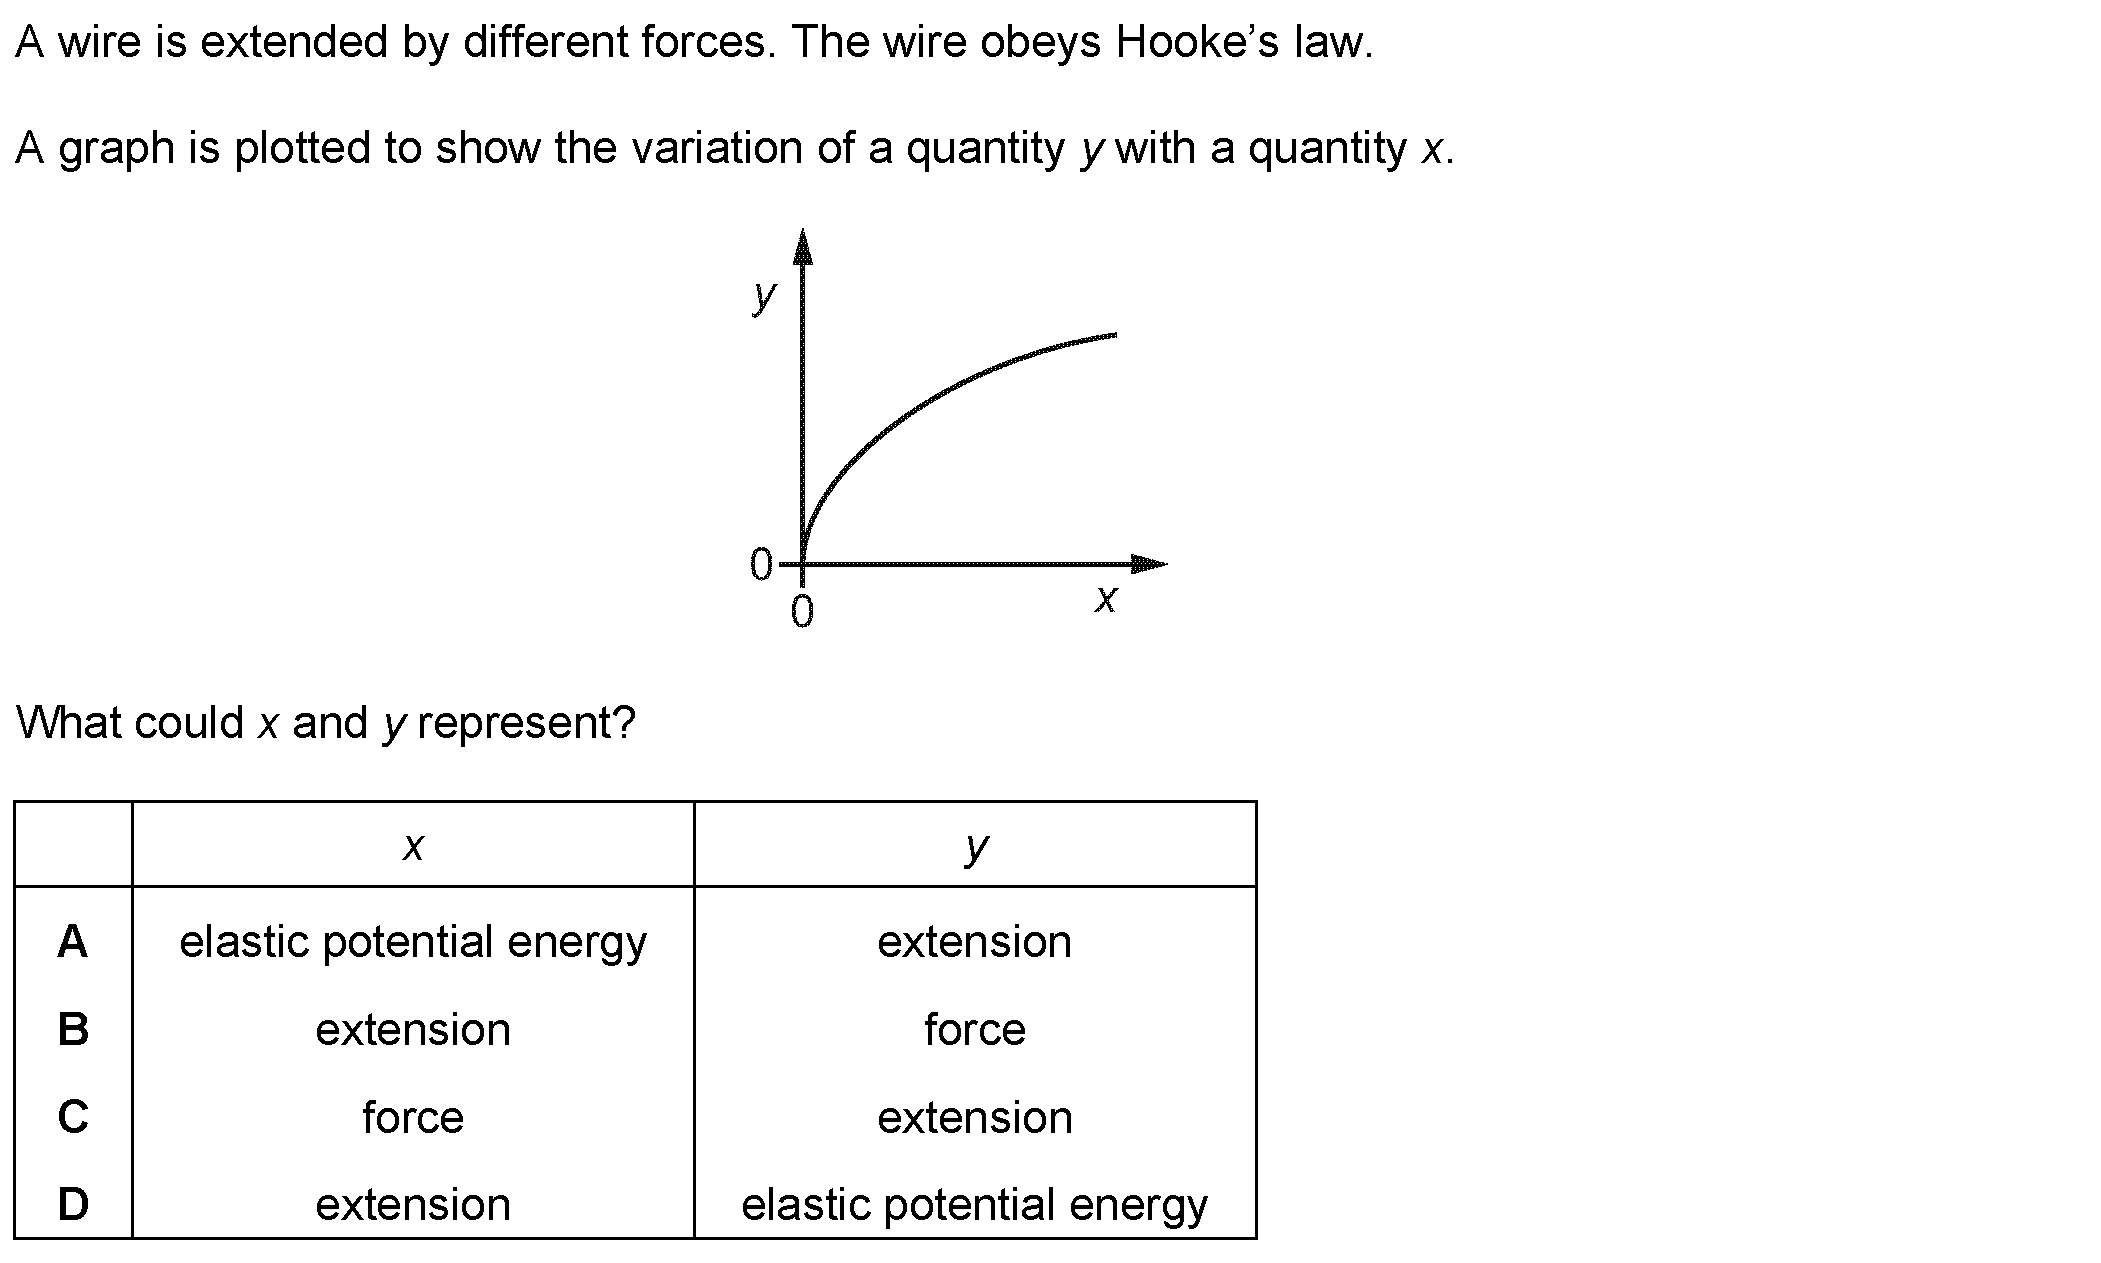 A wire is extended by different forces. The wire obeys Hooke’s law.
A graph is plotted to show the variation of a quantity y with a quantity x.
y
0
0
x
What could x and y represent?
x y
A elastic potential energy extension
B extension force
C force extension
D extension elastic potential energy